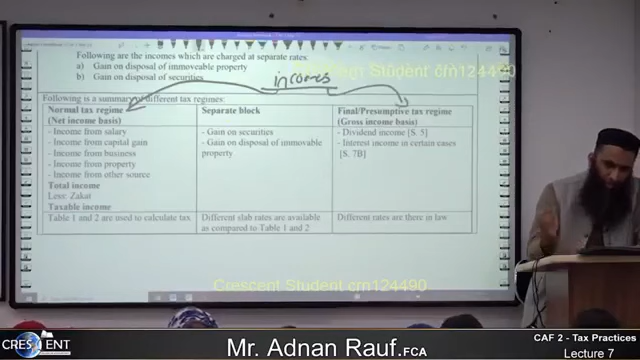 Following are the incomes which are charged at separate rates.
a) Gain on disposal of immoveable property
b) Gain on disposal of securities
incomes
Student crn124490
Following is a summary of different tax regimes:
Normal tax regime
(Net income basis)
- Income from salary
- Income from capital gain
- Income from business
- Income from property
- Income from other source
Total income
Less: Zakat
Taxable income
Separate block
- Gain on securities
- Gain on disposal of immovable
property
Final/Presumptive tax regime
(Gross income basis)
- Dividend income [S. 5]
- Interest income in certain cases
[S. 7B]
Table 1 and 2 are used to calculate tax
Different slab rates are available
as compared to Table 1 and 2
Different rates are there in law
Crescent Student crn124490
CRESCENT
Mr. Adnan Rauf.FCA
CAF 2 - Tax Practices
Lecture 7